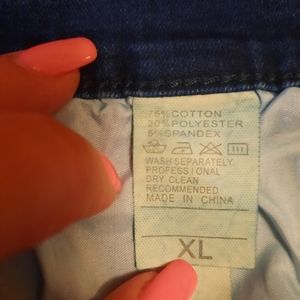 75% COTTON
20% POLYESTER
5% SPANDEX
WASH SEPARATELY
PROFESSIONAL
DRY CLEAN
RECOMMENDED
MADE IN CHINA
XL